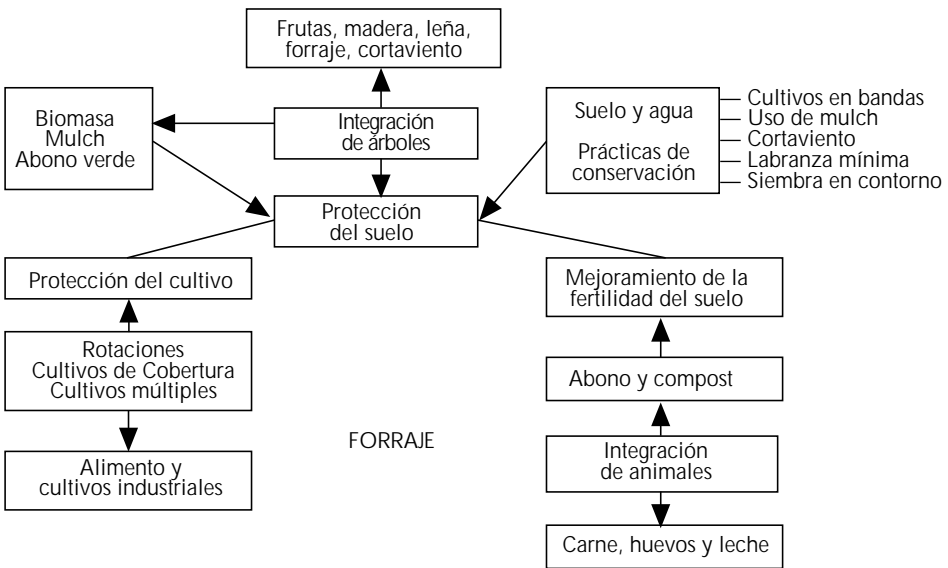 Frutas, madera, leña,
forraje, cortaviento
Biomasa
Mulch
Abono verde
Integración
de árboles
Suelo y agua
Prácticas de
conservación
Cultivos en bandas
Uso de mulch
Cortaviento
Labranza mínima
Siembra en contorno
Protección
del suelo
Protección del cultivo
Mejoramiento de la
fertilidad del suelo
Rotaciones
Cultivos de Cobertura
Cultivos múltiples
Abono y compost
FORRAJE
Alimento y
cultivos industriales
Integración
de animales
Carne, huevos y leche